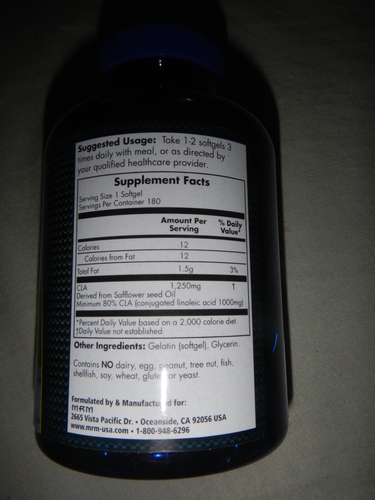 Suggested Usage: Take 1-2 softgels 3
times daily with meal, or as directed by
your qualified healthcare provider.
Supplement Facts
Serving Size 1 Softgel
Servings Per Container 180
Amount Per Serving % Daily Value*
Calories 12
Calories from Fat 12
Total Fat 1.5g 3%
CLA 1,250mg †
Derived from Safflower seed Oil
Minimum 80% CLA (conjugated linoleic acid 1000mg)
*Percent Daily Value based on a 2,000 calorie diet.
†Daily Value not established.
Other Ingredients: Gelatin (softgel), Glycerin.
Contains NO dairy, egg, peanut, tree nut, fish,
shellfish, soy, wheat, gluten or yeast.
Formulated by & Manufactured for:
MRM
2665 Vista Pacific Dr. • Oceanside, CA 92056 USA
www.mrm-usa.com • 1-800-948-6296